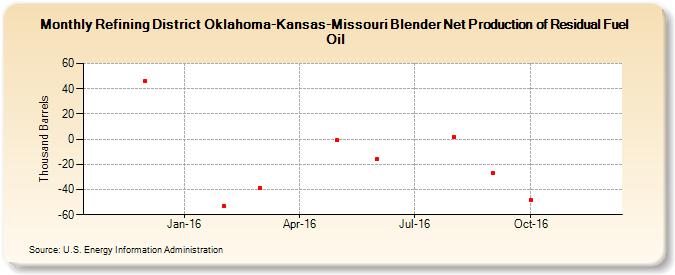 Monthly Refining District Oklahoma-Kansas-Missouri Blender Net Production of Residual Fuel
Oil
Thousand Barrels
60
40
20
0
-20
-40
-60
Jan-16
Apr-16
Jul-16
Oct-16
Source: U.S. Energy Information Administration